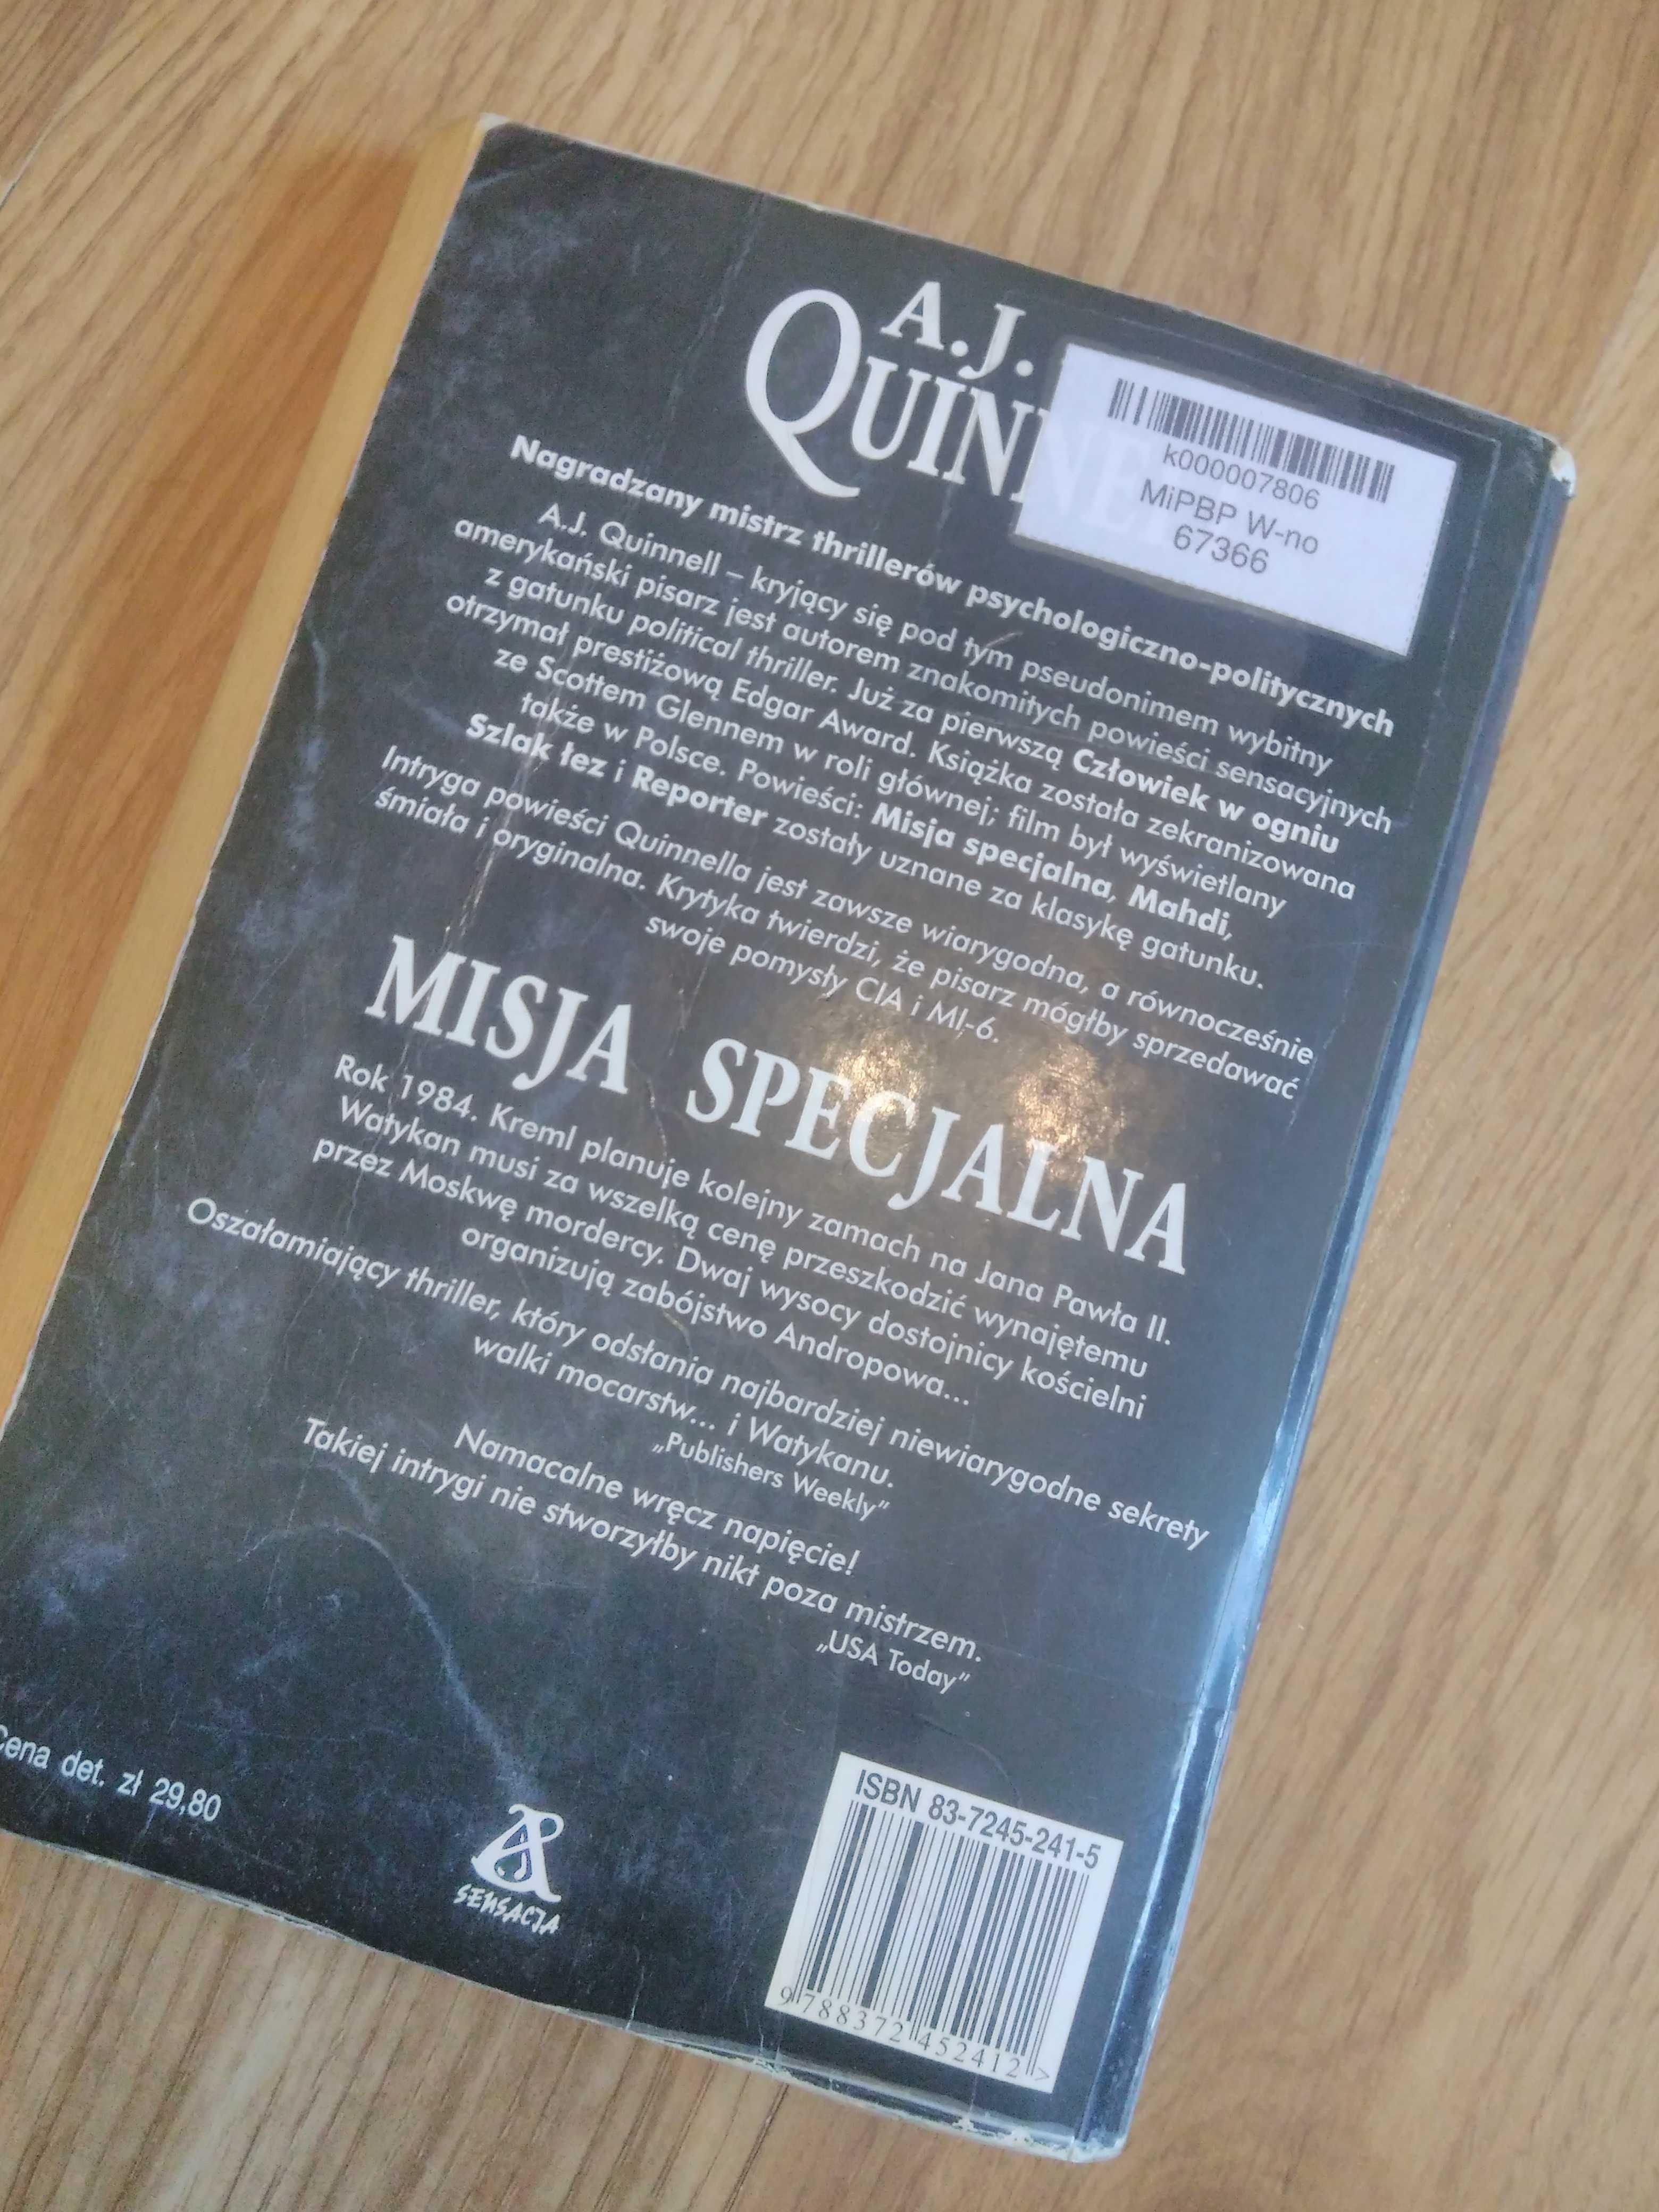 A.J.
QUINNE
k000007806
MiPBP W-no
67366
Nagradzany mistrz thrillerów psychologiczno-politycznych
A.J. Quinnell – kryjący się pod tym pseudonimem wybitny
amerykański pisarz jest autorem znakomitych powieści sensacyjnych
z gatunku political thriller. Już za pierwszą Człowiek w ogniu
otrzymał prestiżową Edgar Award. Książka została zekranizowana
ze Scottem Glennem w roli głównej; film był wyświetlany
także w Polsce. Powieści: Misja specjalna, Mahdi,
Szlak łez i Reporter zostały uznane za klasykę gatunku.
Intryga powieści Quinnella jest zawsze wiarygodna, a równocześnie
śmiała i oryginalna. Krytyka twierdzi, że pisarz mógłby sprzedawać
swoje pomysły CIA i MI-6.
MISJA SPECJALNA
Rok 1984. Kreml planuje kolejny zamach na Jana Pawła II.
Watykan musi za wszelką cenę przeszkodzić wynajętemu
przez Moskwę mordercy. Dwaj wysocy dostojnicy kościelni
organizują zabójstwo Andropowa...
Oszałamiający thriller, który odsłania najbardziej niewiarygodne sekrety
walki mocarstw... i Watykanu.
„Publishers Weekly”
Namacalne wręcz napięcie!
Takiej intrygi nie stworzyłby nikt poza mistrzem.
„USA Today”
Cena det. zł 29,80
SENSACJA
ISBN 83-7245-241-5
9 788372 452412 >